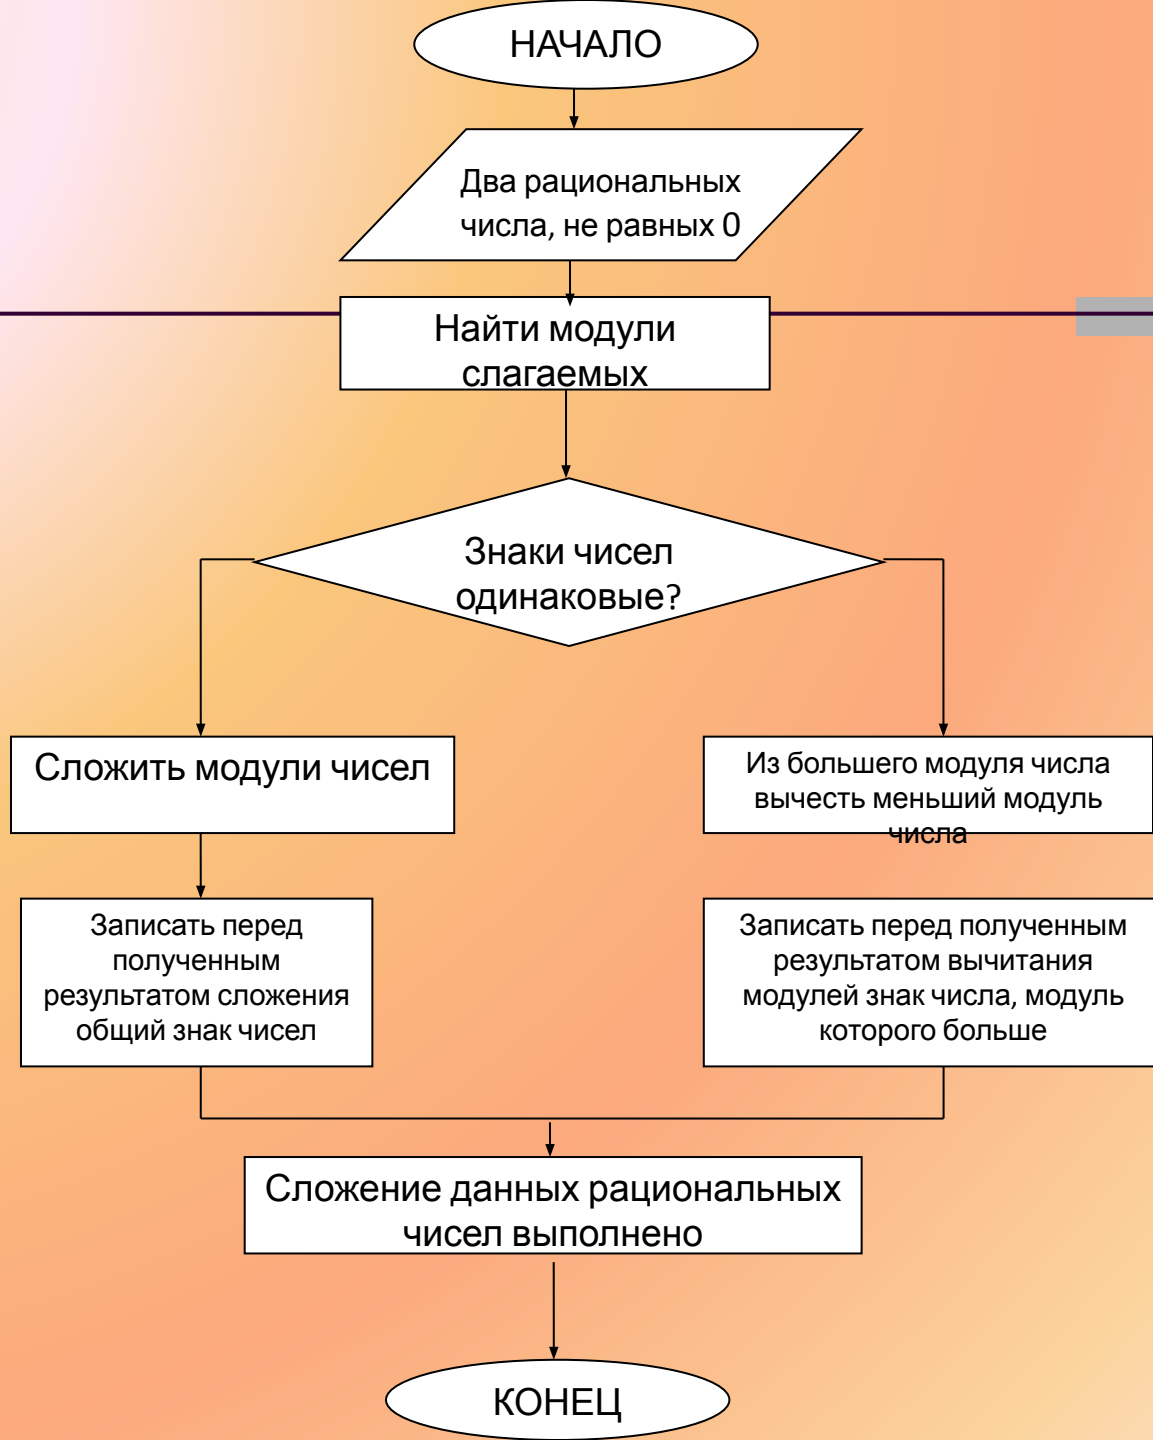 НАЧАЛО
Два рациональных
числа, не равных 0
Найти модули
слагаемых
Знаки чисел
одинаковые?
Сложить модули чисел
Из большего модуля числа
вычесть меньший модуль
числа
Записать перед
полученным
результатом сложения
общий знак чисел
Записать перед полученным
результатом вычитания
модулей знак числа, модуль
которого больше
Сложение данных рациональных
чисел выполнено
КОНЕЦ